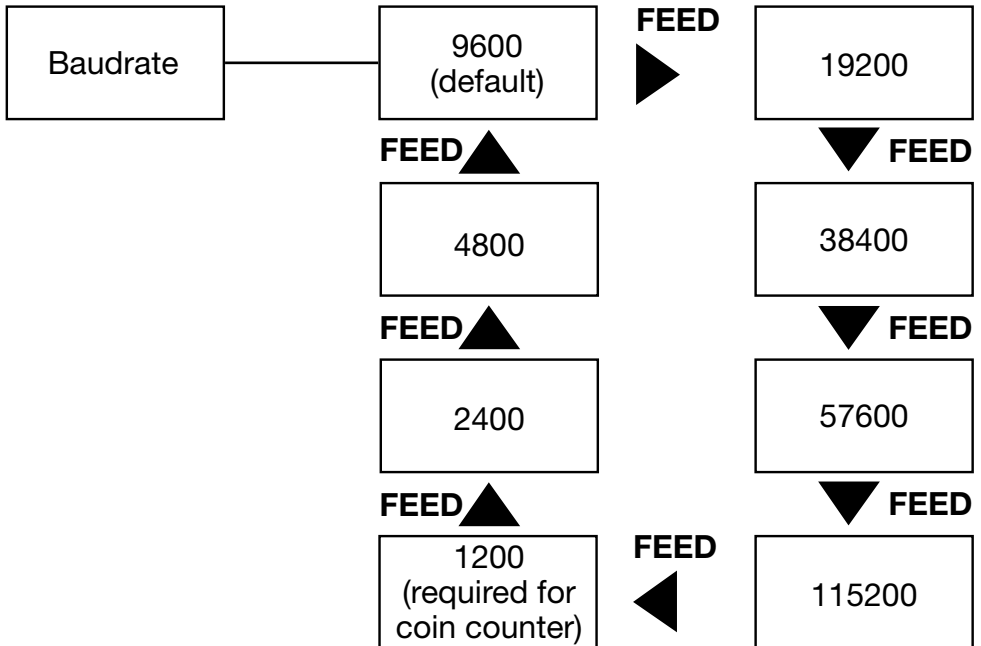 Baudrate
9600
(default)
FEED
19200
FEED
FEED
4800
38400
FEED
FEED
2400
57600
FEED
FEED
1200
(required for
coin counter)
FEED
115200